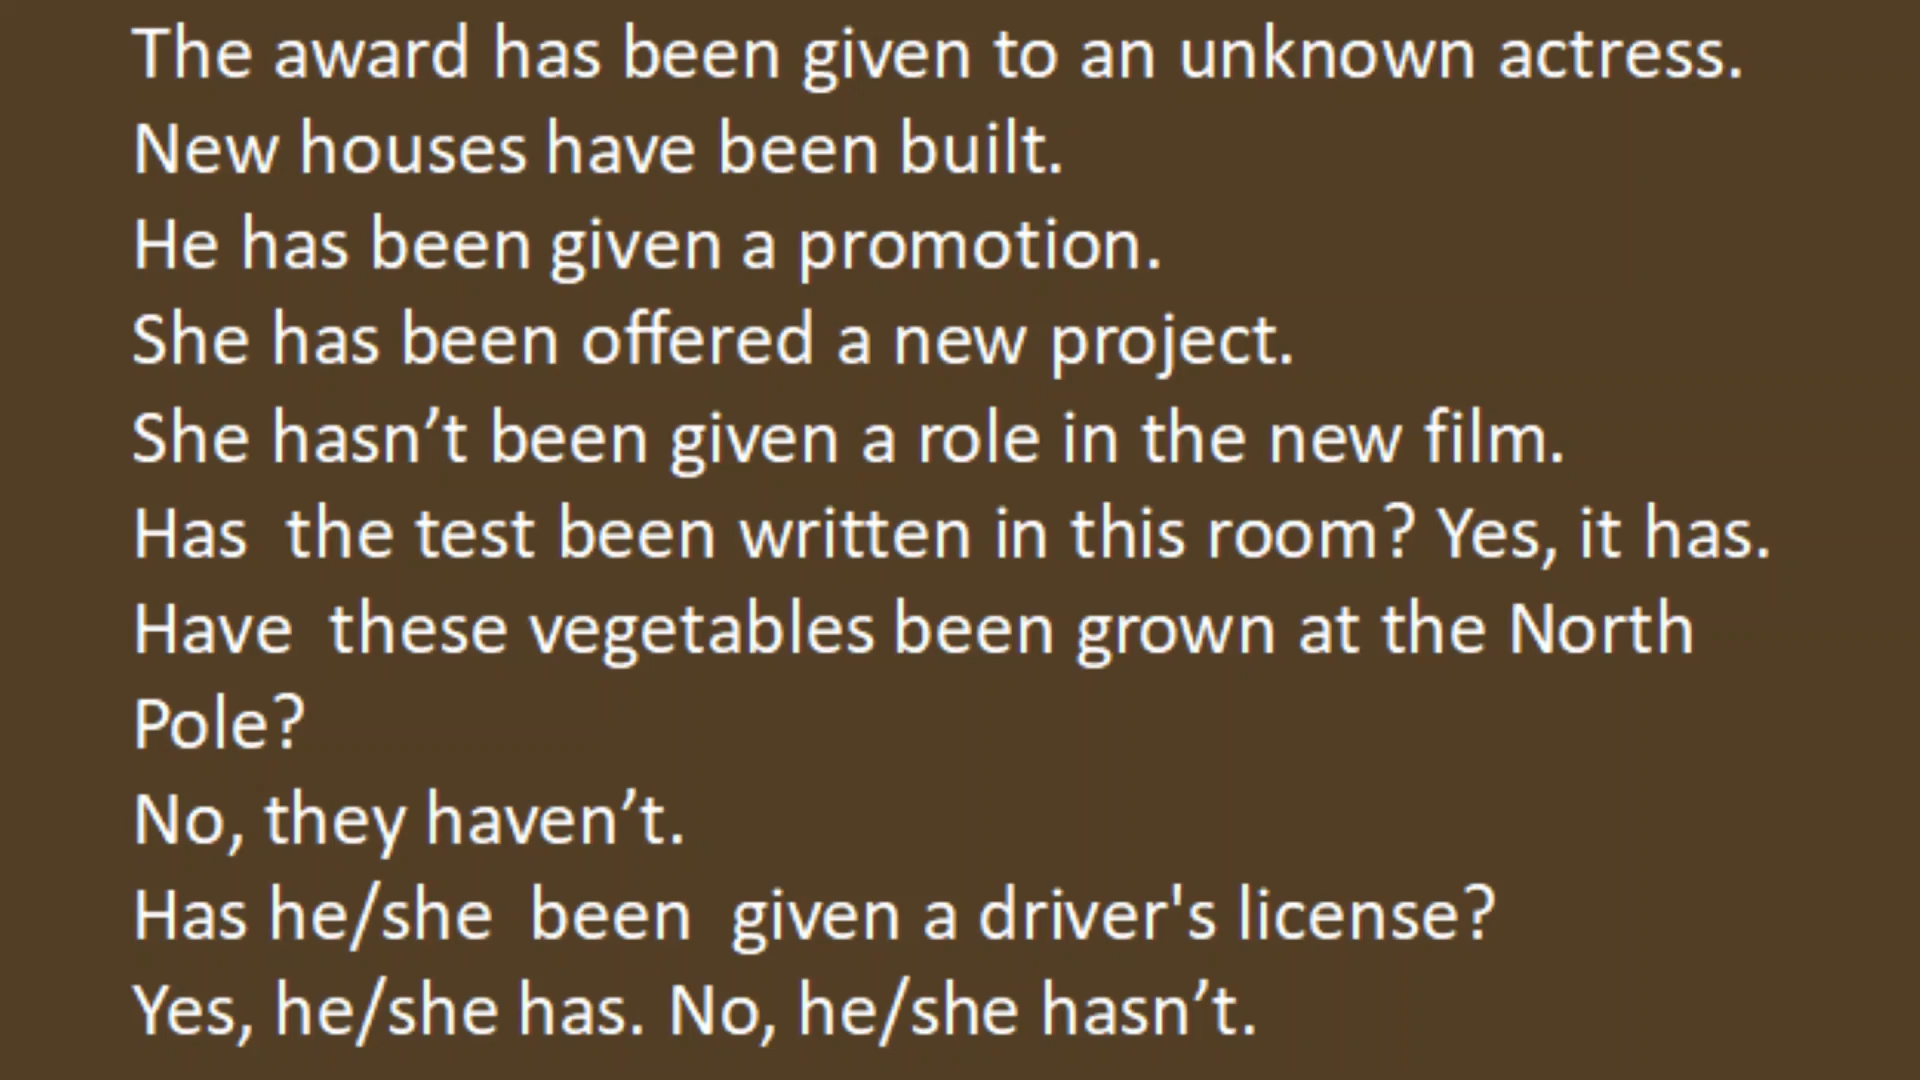 The award has been given to an unknown actress.
New houses have been built.
He has been given a promotion.
She has been offered a new project.
She hasn’t been given a role in the new film.
Has  the test been written in this room? Yes, it has.
Have  these vegetables been grown at the North
Pole?
No, they haven’t.
Has he/she  been  given a driver's license?
Yes, he/she has. No, he/she hasn’t.